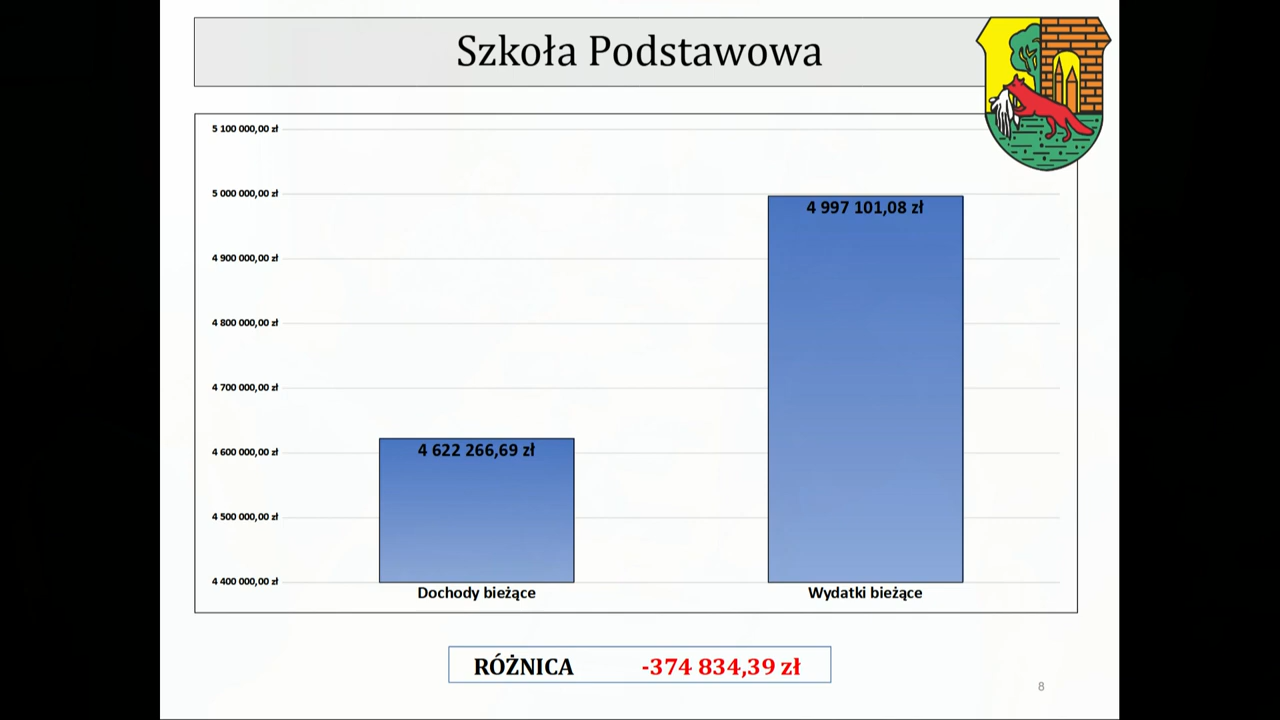 Szkoła Podstawowa
5 100 000,00 zł
5 000 000,00 zł
4 900 000,00 zł
4 800 000,00 zł
4 700 000,00 zł
4 600 000,00 zł
4 500 000,00 zł
4 400 000,00 zł
4 622 266,69 zł
4 997 101,08 zł
Dochody bieżące
Wydatki bieżące
RÓŻNICA -374 834,39 zł
8